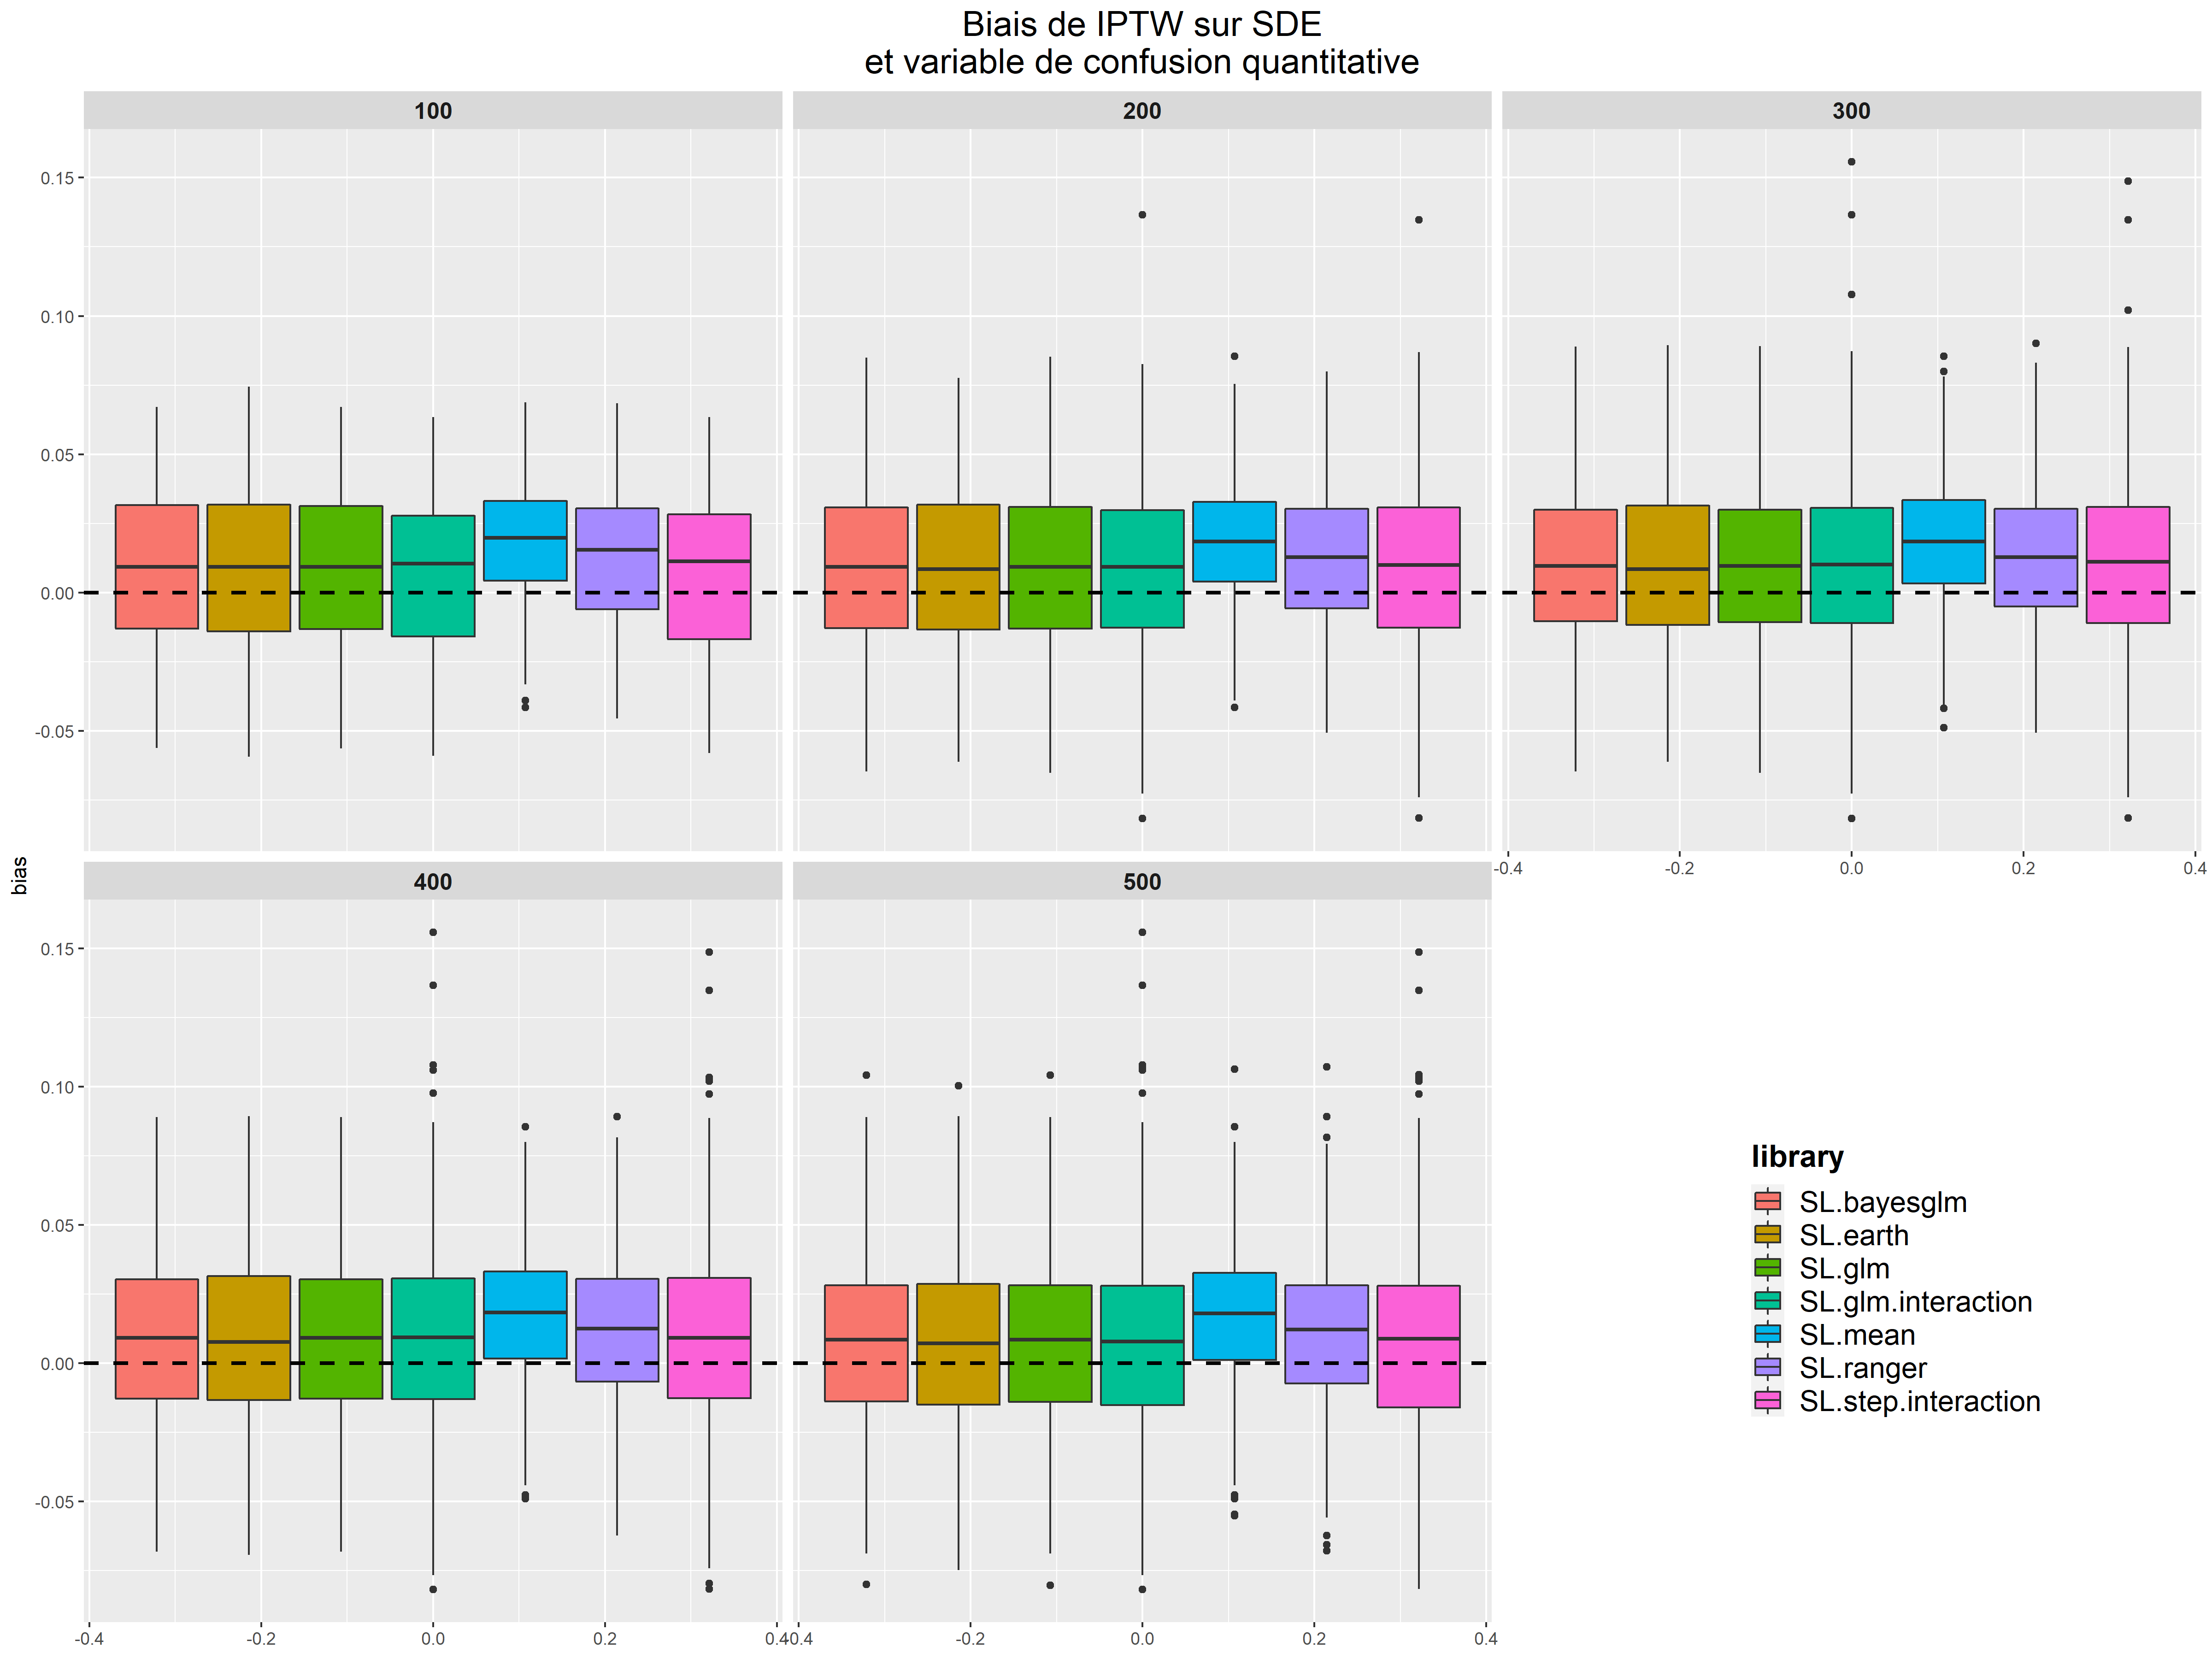 Biais de IPTW sur SDE
et variable de confusion quantitative
100
200
300
0.15
0.10
0.05
0.00
-0.05
-0.4
-0.2
0.0
0.2
0.4
bias
400
500
0.15
0.10
0.05
0.00
-0.05
-0.4
-0.2
0.0
0.2
0.4
-0.4
-0.2
0.0
0.2
0.4
library
SL.bayesglm
SL.earth
SL.glm
SL.glm.interaction
SL.mean
SL.ranger
SL.step.interaction